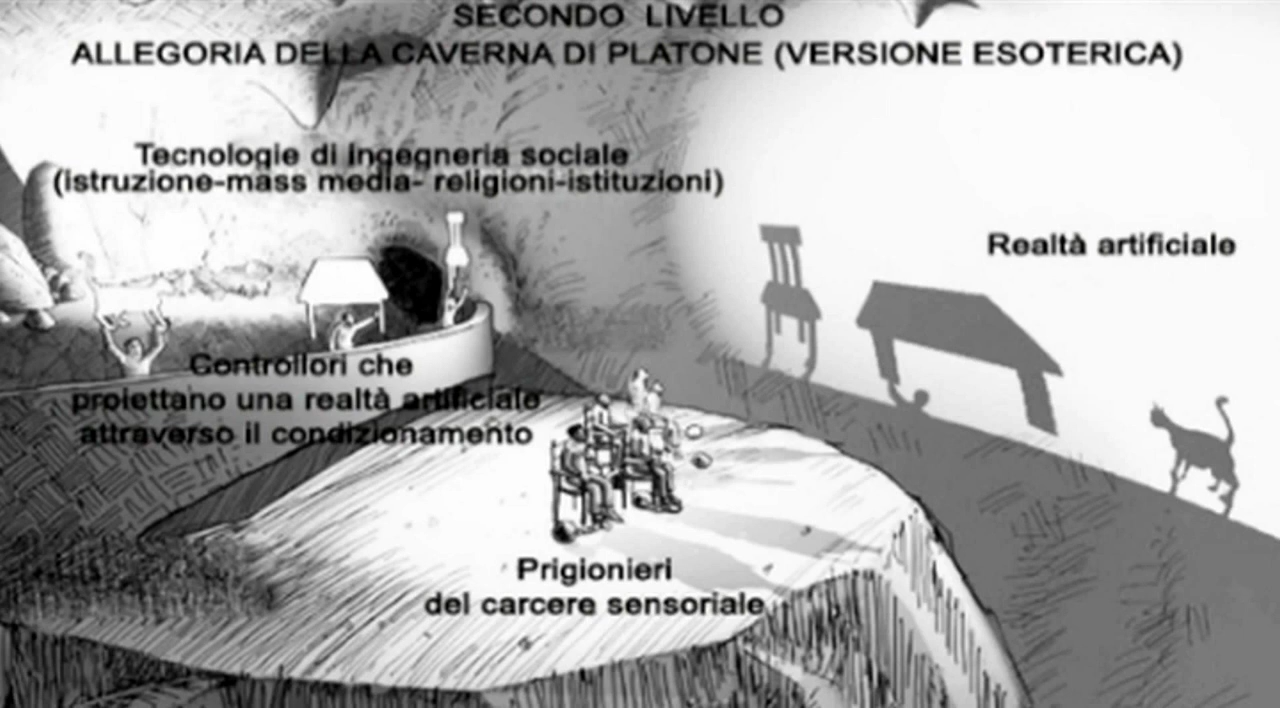 SECONDO LIVELLO
ALLEGORIA DELLA CAVERNA DI PLATONE (VERSIONE ESOTERICA)
Tecnologie di ingegneria sociale
(istruzione-mass media- religioni-istituzioni)
Realtà artificiale
Controllori che
proiettano una realtà artificiale
attraverso il condizionamento
Prigionieri
del carcere sensoriale